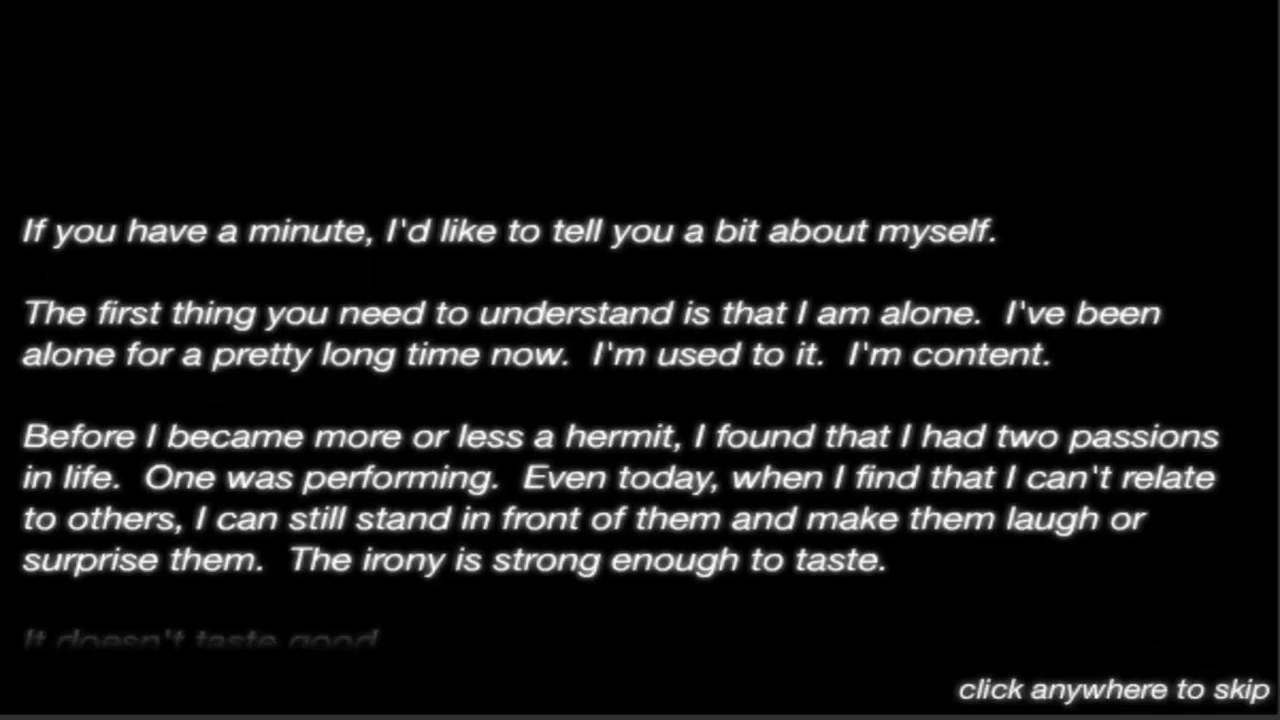 If you have a minute, I'd like to tell you a bit about myself.
The first thing you need to understand is that I am alone.  I've been
alone for a pretty long time now.  I'm used to it.  I'm content.
Before I became more or less a hermit, I found that I had two passions
in life.  One was performing.  Even today, when I find that I can't relate
to others, I can still stand in front of them and make them laugh or
surprise them.  The irony is strong enough to taste.
It doesn't taste good
click anywhere to skip